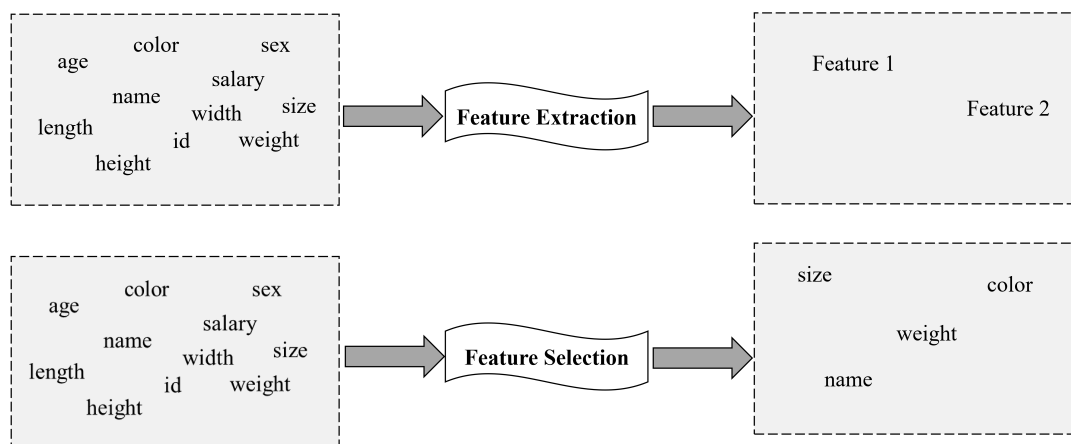 color
sex
age
salary
name
size
width
length
id
weight
height
Feature Extraction
Feature 1
Feature 2
color
sex
age
salary
name
size
width
length
id
weight
height
Feature Selection
size
color
weight
name